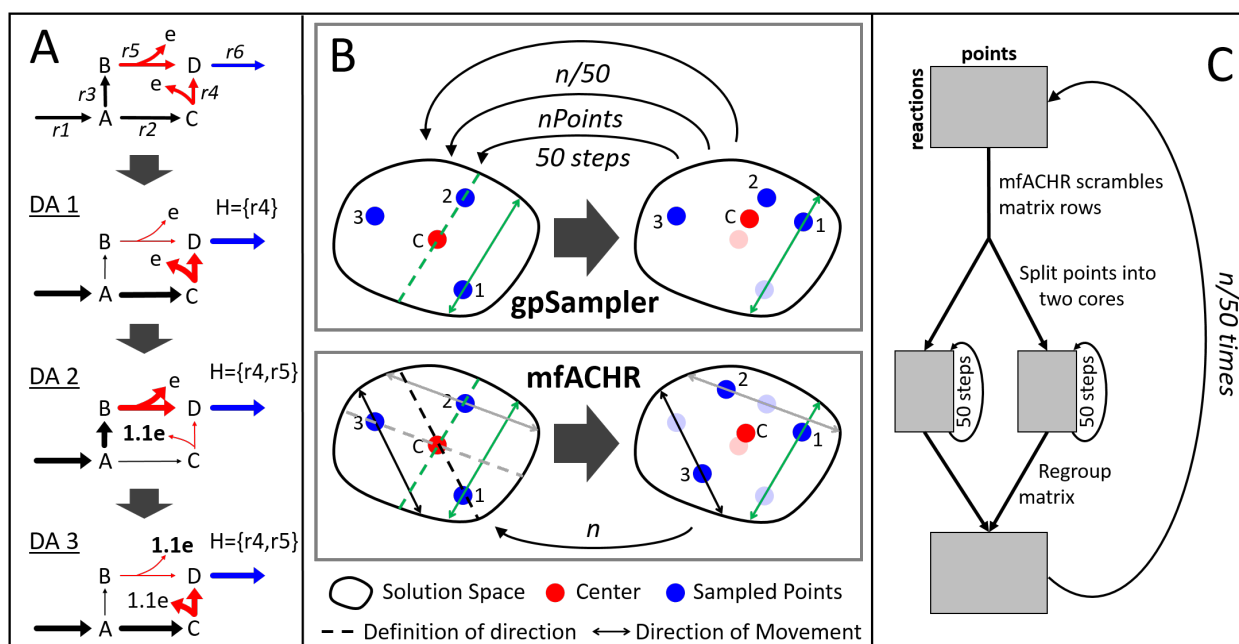 A
r5
e
r6
B
D
e
r3
r4
r1
A
r2
C
DA 1
e
H={r4}
B
D
e
A
C
DA 2
e
H={r4,r5}
B
D
1.1e
A
C
DA 3
1.1e
H={r4,r5}
B
D
1.1e
A
C
B
n/50
nPoints
50 steps
2
3
C
1
2
3
C
1
gpSampler
mfACHR
2
3
C
1
2
C
1
3
n
Solution Space
Center
Sampled Points
Definition of direction
Direction of Movement
C
points
reactions
mfACHR scrambles
matrix rows
Split points into
two cores
50 steps
50 steps
Regroup
matrix
n/50 times